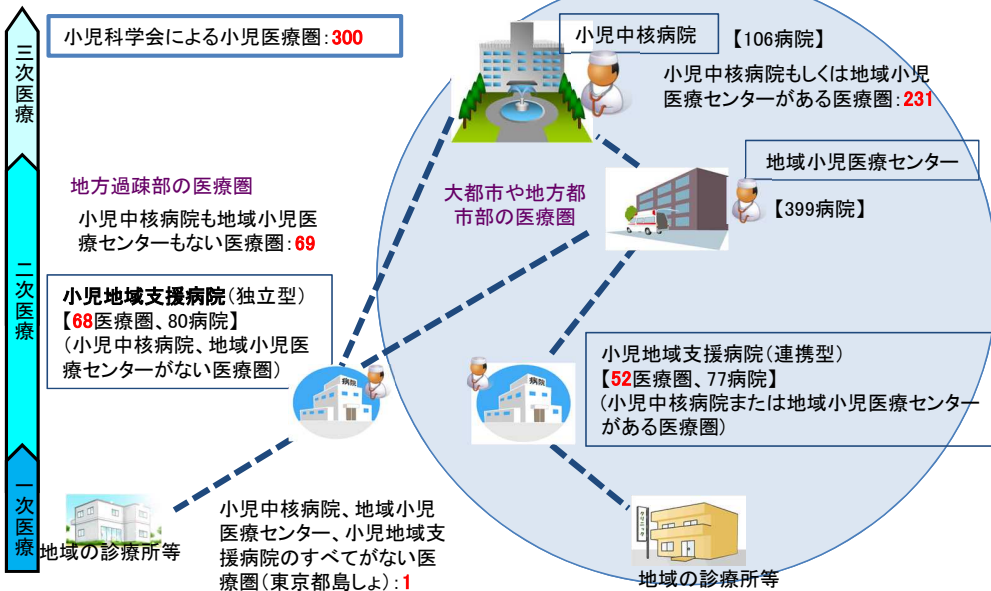 三次医療
二次医療
一次医療
小児科学会による小児医療圏:300
小児中核病院
【106病院】
小児中核病院もしくは地域小児
医療センターがある医療圏:231
地域小児医療センター
【399病院】
地方過疎部の医療圏
小児中核病院も地域小児医
療センターもない医療圏:69
大都市や地方都
市部の医療圏
小児地域支援病院(独立型)
【68医療圏、80病院】
(小児中核病院、地域小児医
療センターがない医療圏)
病院
病院
小児地域支援病院(連携型)
【52医療圏、77病院】
(小児中核病院または地域小児医療センター
がある医療圏)
地域の診療所等
小児中核病院、地域小児
医療センター、小児地域支
援病院のすべてがない医
療圏(東京都島しょ):1
クリニック
地域の診療所等